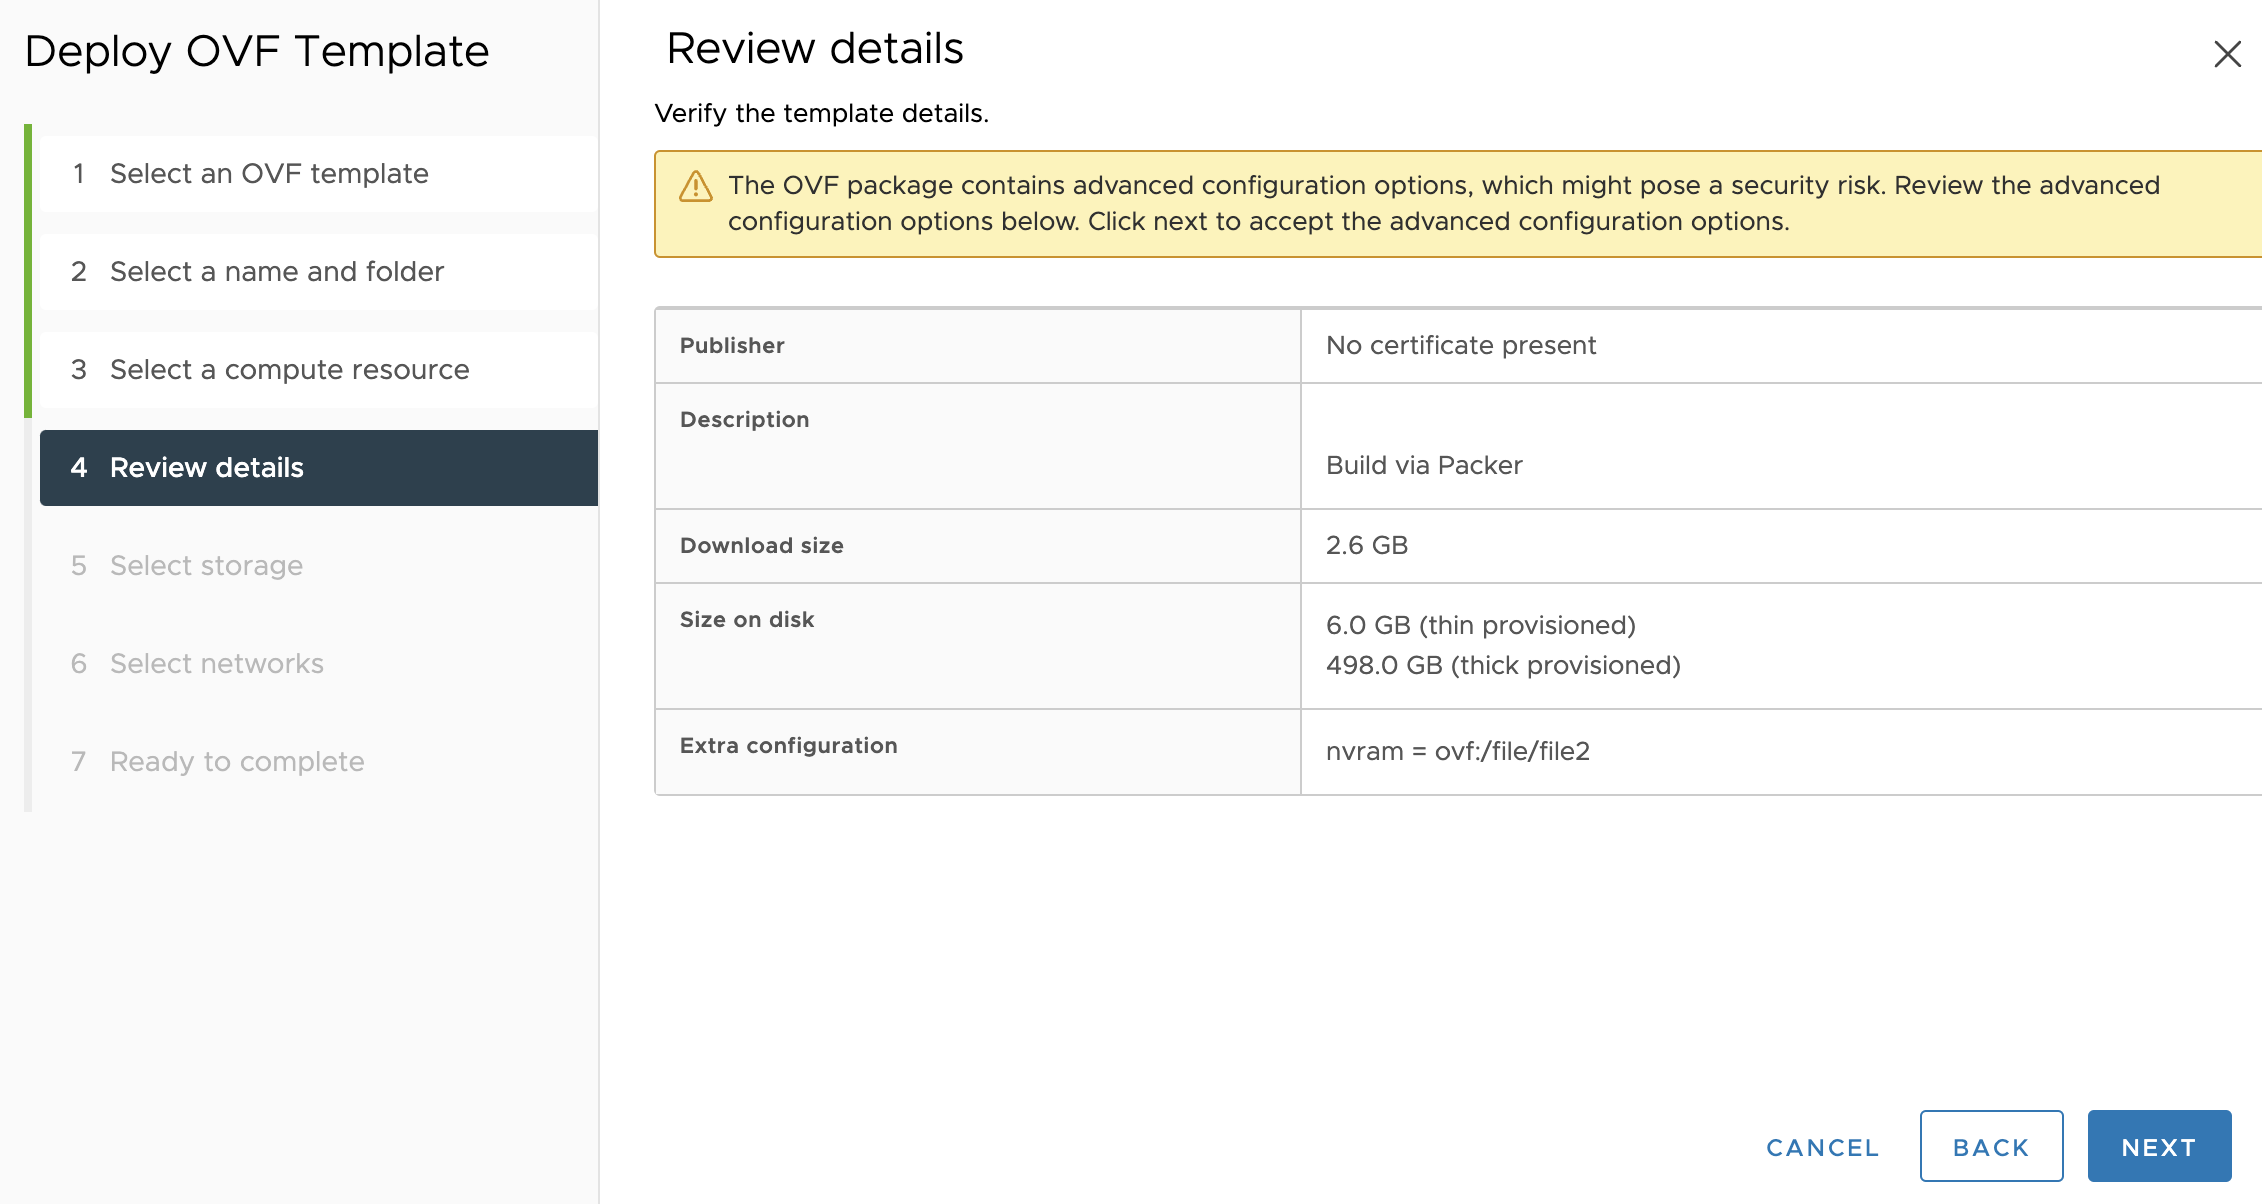 Deploy OVF Template
1 Select an OVF template
2 Select a name and folder
3 Select a compute resource
4 Review details
5 Select storage
6 Select networks
7 Ready to complete
Review details
Verify the template details.
The OVF package contains advanced configuration options, which might pose a security risk. Review the advanced
configuration options below. Click next to accept the advanced configuration options.
Publisher No certificate present
Description
Build via Packer
Download size 2.6 GB
Size on disk 6.0 GB (thin provisioned)
498.0 GB (thick provisioned)
Extra configuration nvram = ovf:/file/file2
CANCEL BACK NEXT